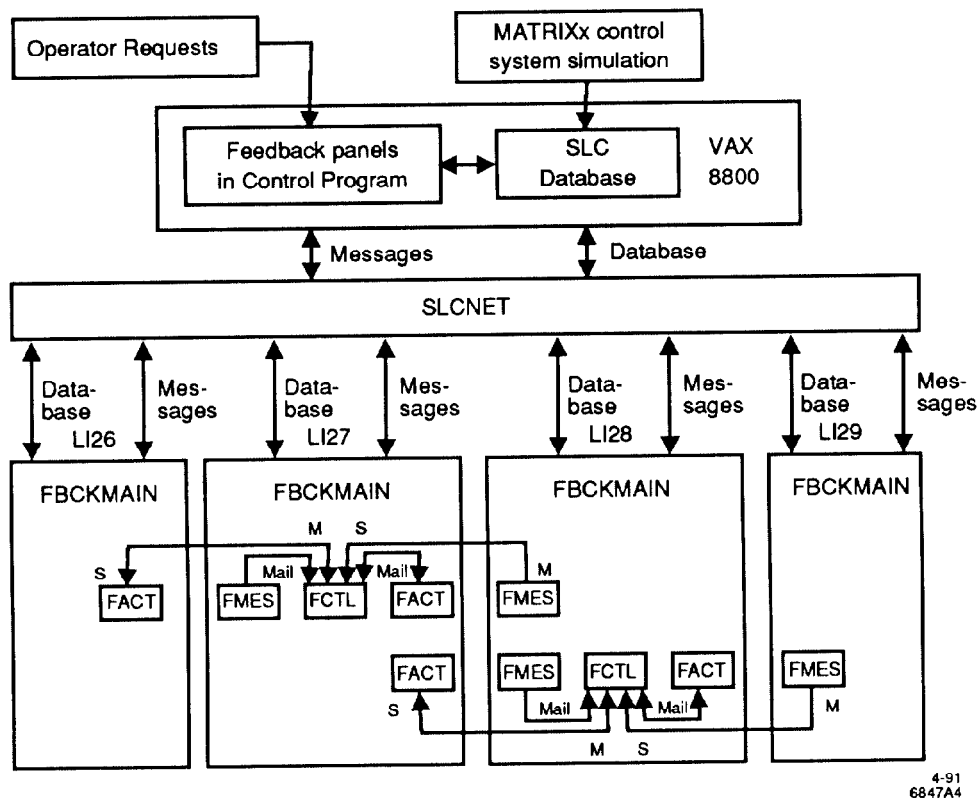 Operator Requests
MATRIXx control
system simulation
Feedback panels
in Control Program
SLC
Database
VAX
8800
Messages
Database
SLCNET
Data-
base
LI26
Mes-
sages
Data-
base
LI27
Mes-
sages
Data-
base
LI28
Mes-
sages
Data-
base
LI29
Mes-
sages
FBCKMAIN
FBCKMAIN
FBCKMAIN
FBCKMAIN
M
S
S
Mail
Mail
M
FACT
FMES
FCTL
FACT
FMES
FACT
FMES
FCTL
FACT
FMES
S
Mail
Mail
M
M
S
4-91
6847A4